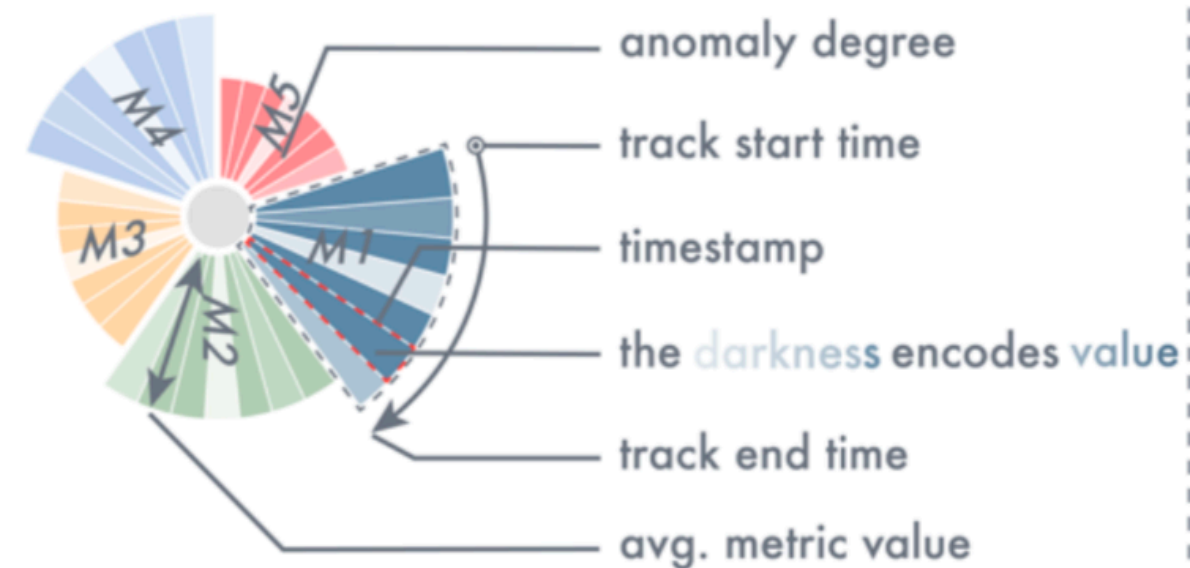 anomaly degree
track start time
timestamp
the darkness encodes value
track end time
avg. metric value
M4
M5
M3
M1
M2